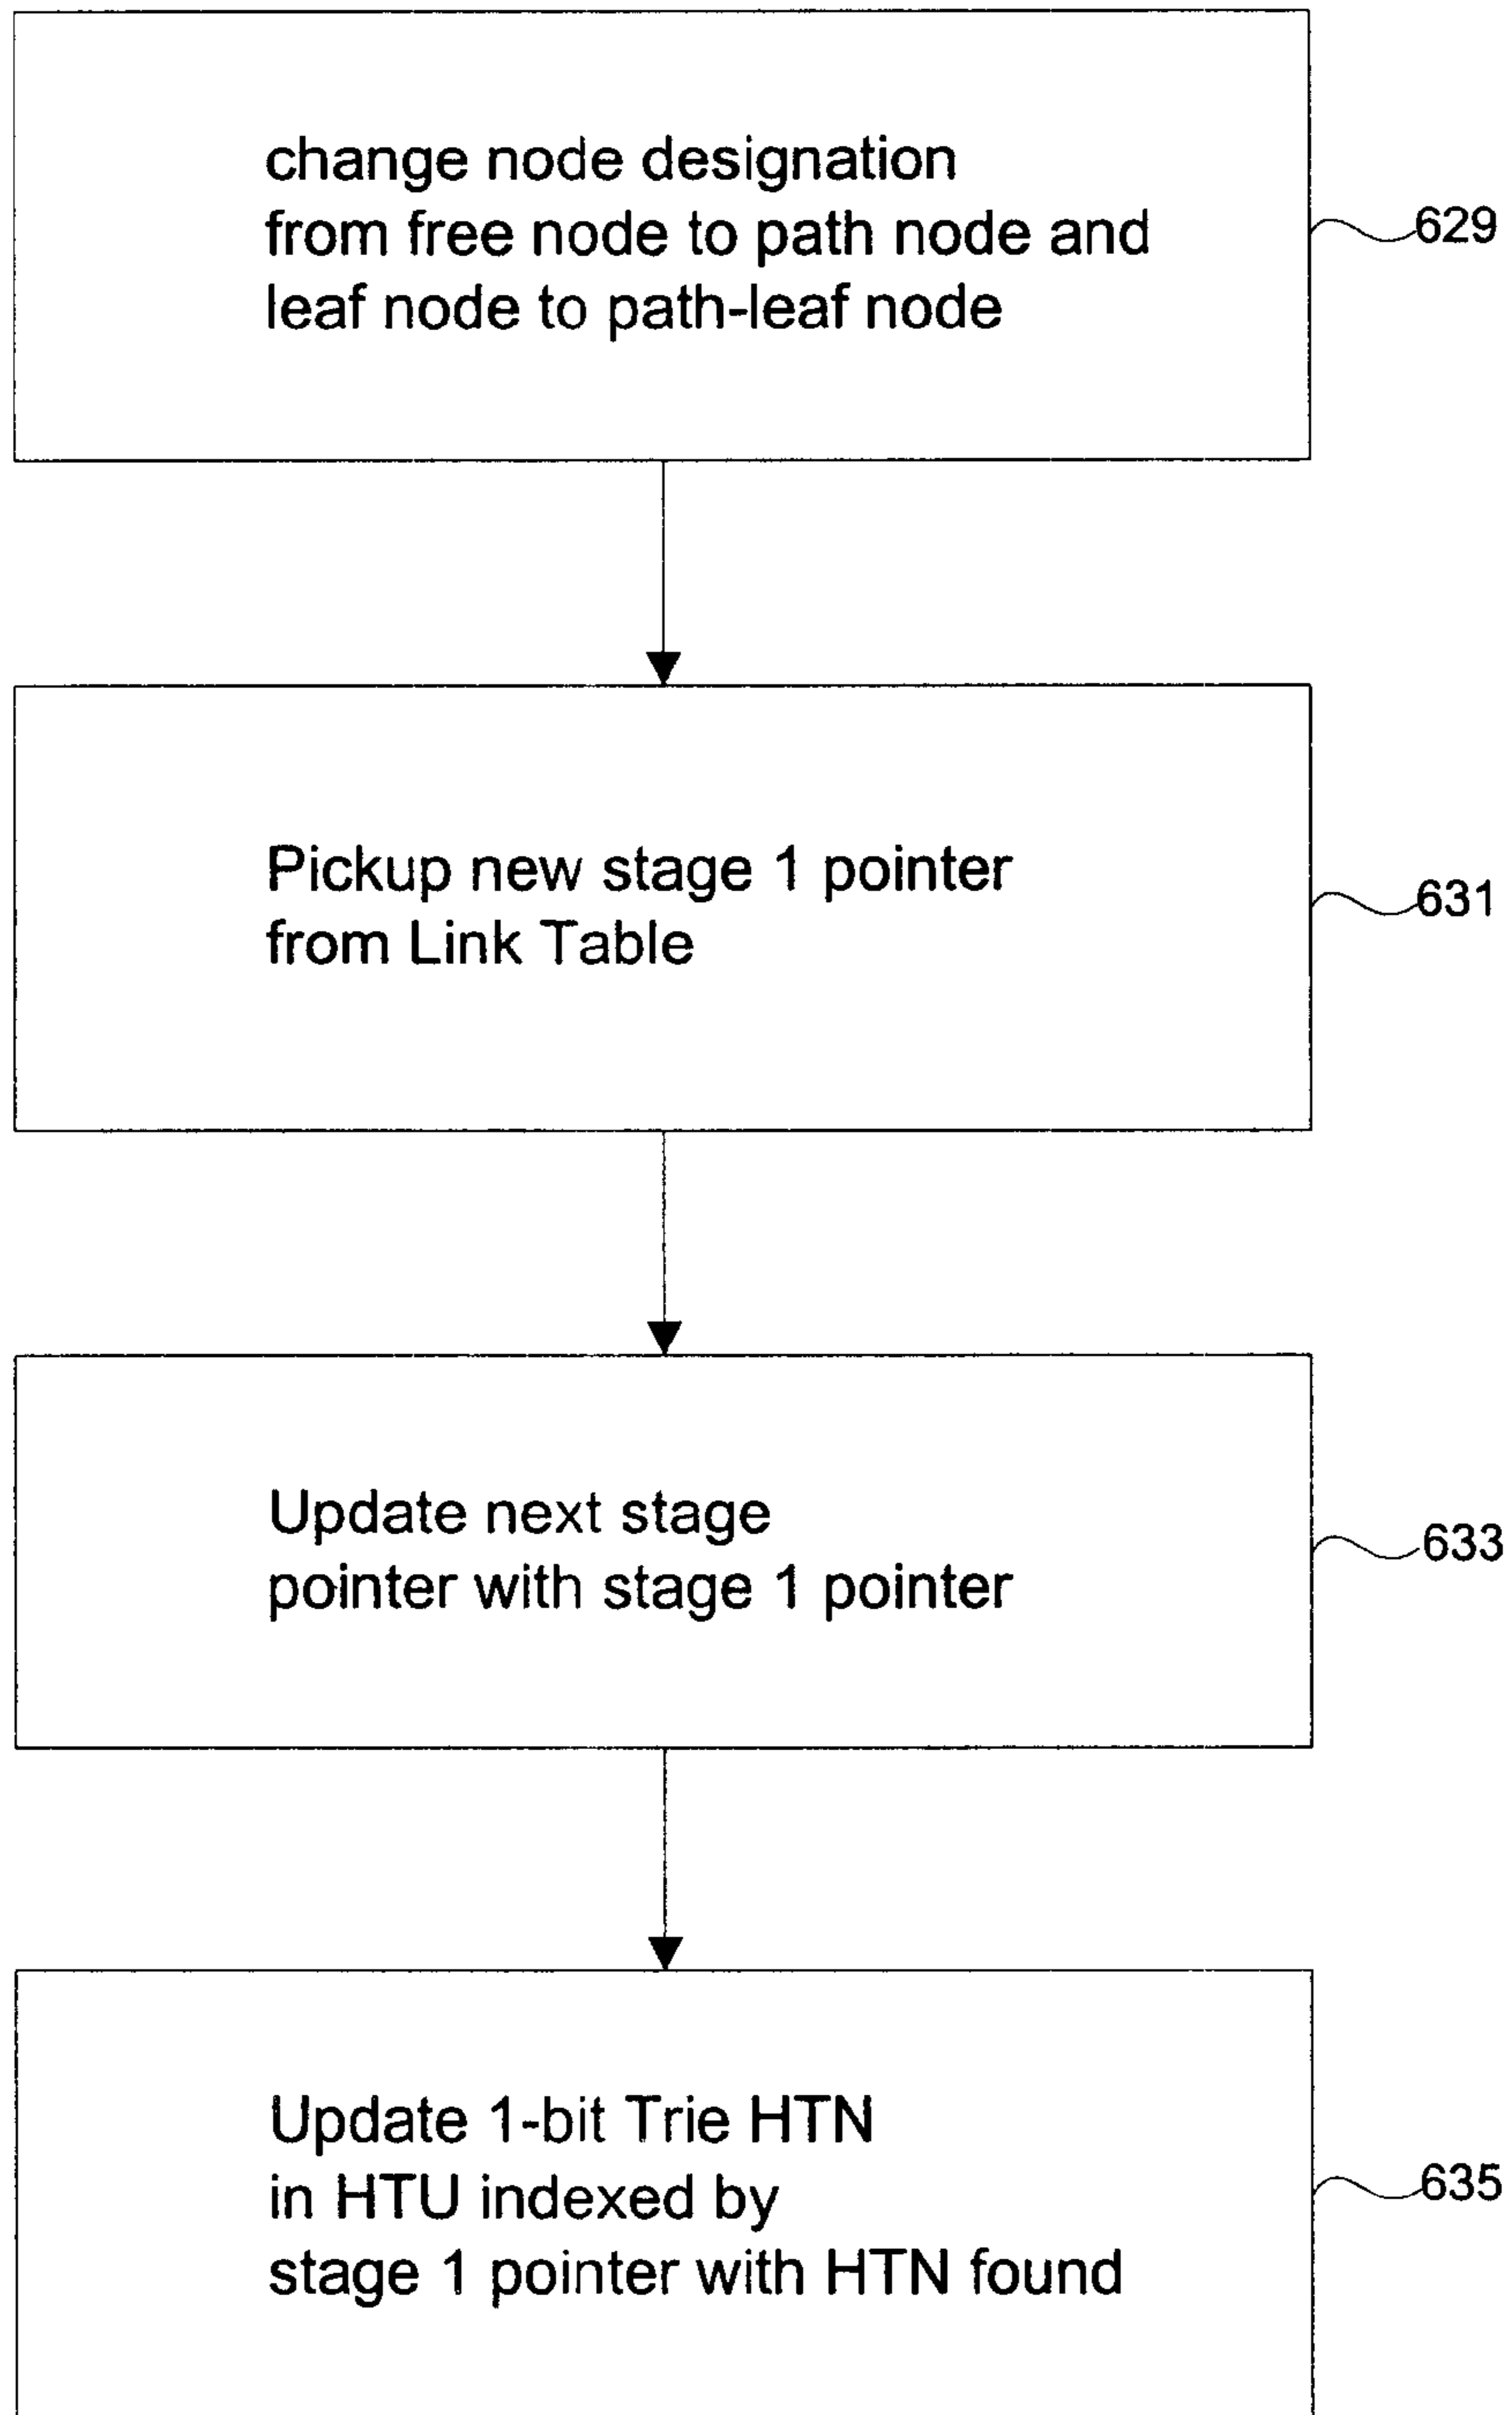 change node designation
from free node to path node and
leaf node to path-leaf node
629
Pickup new stage 1 pointer
from Link Table
631
Update next stage
pointer with stage 1 pointer
633
Update 1-bit Trie HTN
in HTU indexed by
stage 1 pointer with HTN found
635